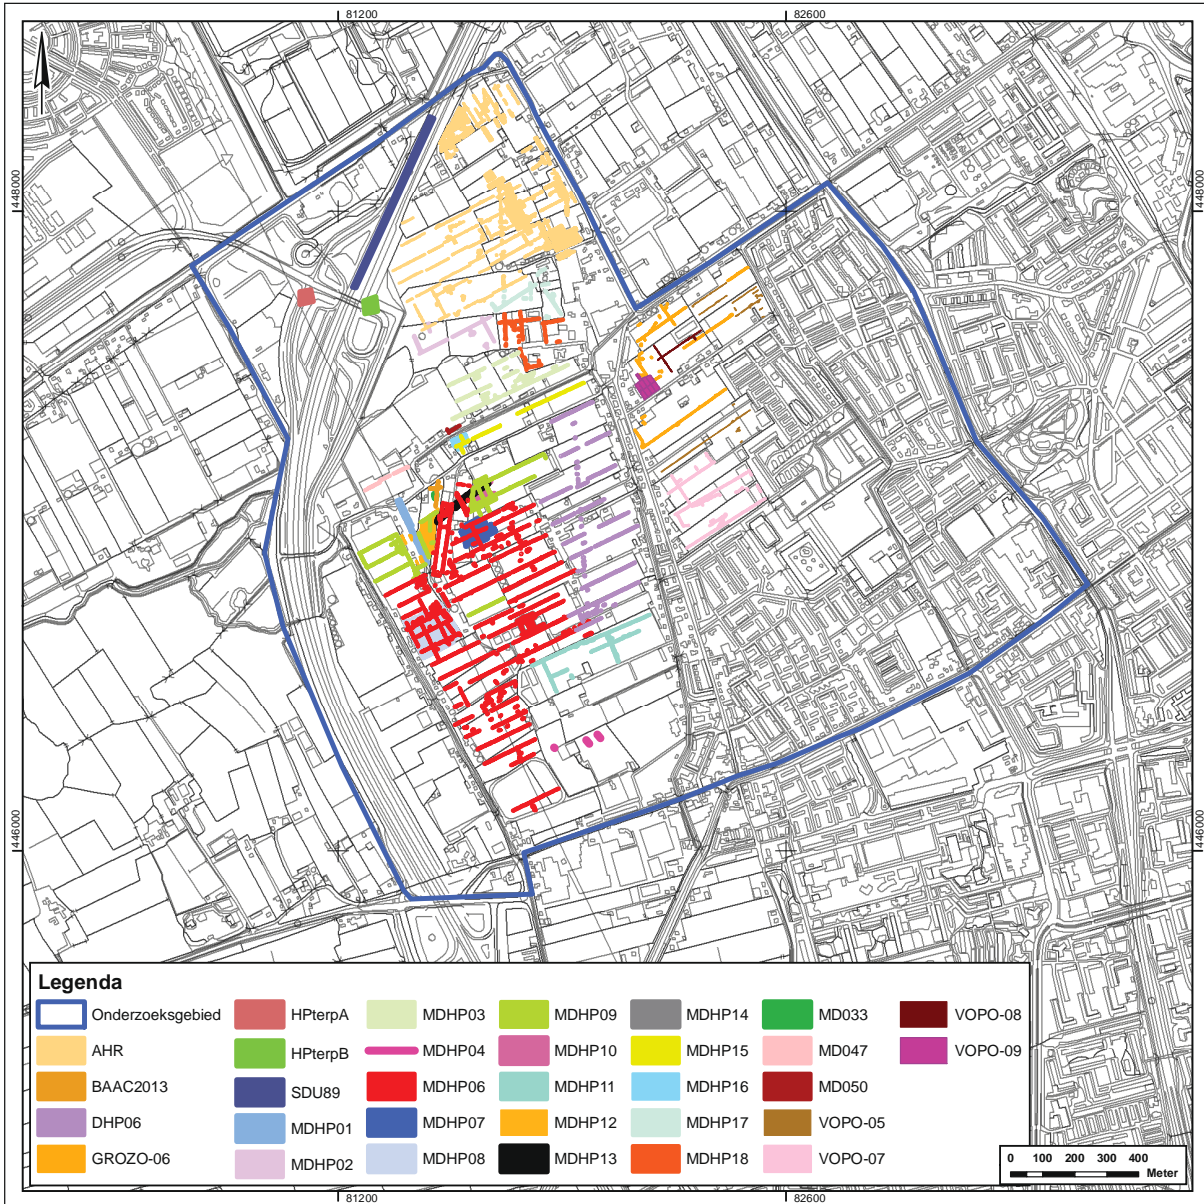 81200 82600
448000 448000
446000 446000
Legenda
Onderzoeksgebied
AHR
BAAC2013
DHP06
GROZO-06
HPterpA
HPterpB
SDU89
MDHP01
MDHP02
MDHP03
MDHP04
MDHP06
MDHP07
MDHP08
MDHP09
MDHP10
MDHP11
MDHP12
MDHP13
MDHP14
MDHP15
MDHP16
MDHP17
MDHP18
MD033
MD047
MD050
VOPO-05
VOPO-07
VOPO-08
VOPO-09
0 100 200 300 400
Meter
81200 82600